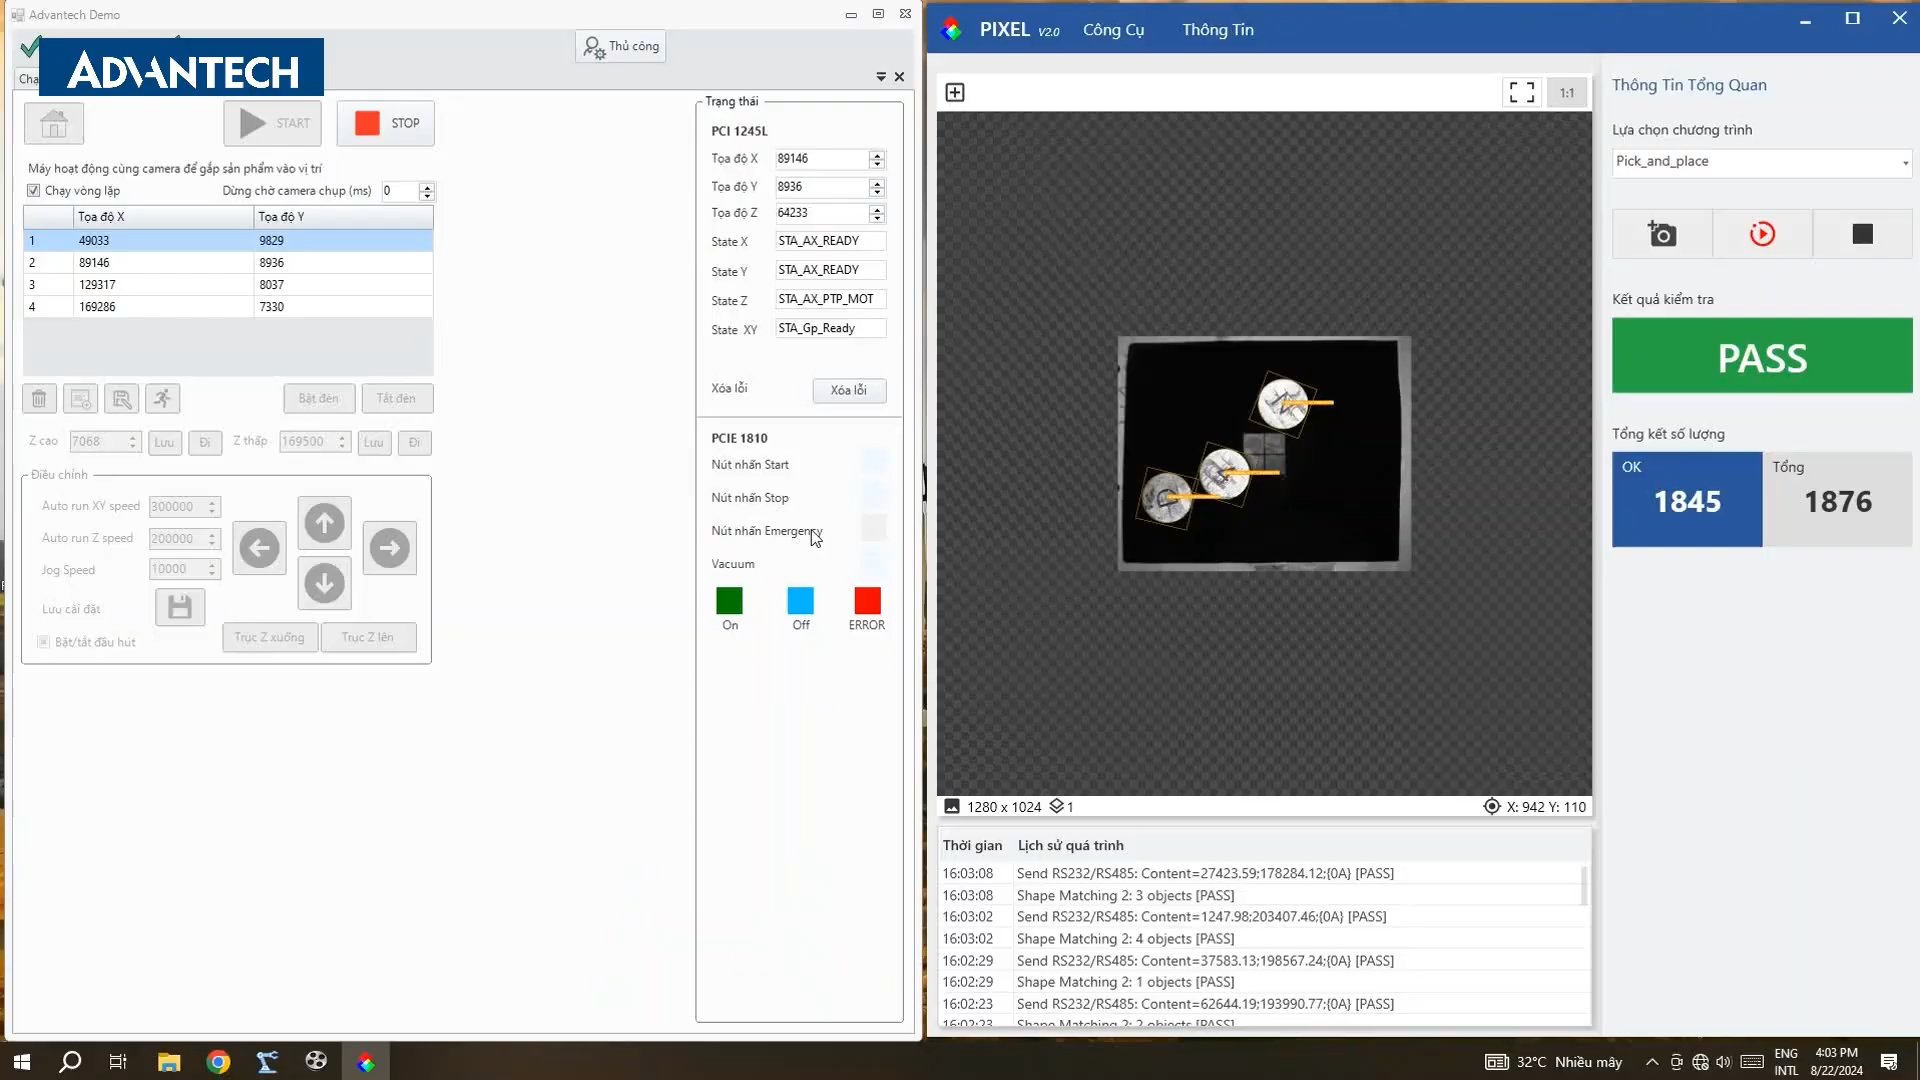 Advantech Demo
ADVANTECH
Thủ công
START
STOP
Máy hoạt động cùng camera để gắp sản phẩm vào vị trí
Chạy vòng lặp
Dừng chờ camera chụp (ms)
0
Tọa độ X
Tọa độ Y
1 49033 9829
2 89146 8936
3 129317 8037
4 169286 7330
Bật đèn
Tắt đèn
Z cao
7068
Lưu
Đi
Z thấp
169500
Lưu
Đi
Điều chỉnh
Auto run XY speed
300000
Auto run Z speed
200000
Jog Speed
10000
Lưu cài đặt
Bật/tắt đầu hút
Trục Z xuống
Trục Z lên
Trạng thái
PCI 1245L
Tọa độ X 89146
Tọa độ Y 8936
Tọa độ Z 64233
State X STA_AX_READY
State Y STA_AX_READY
State Z STA_AX_PTP_MOT
State XY STA_Gp_Ready
Xóa lỗi
Xóa lỗi
PCIE 1810
Nút nhấn Start
Nút nhấn Stop
Nút nhấn Emergency
Vacuum
On
Off
ERROR
PIXEL V2.0
Công Cụ
Thông Tin
1:1
1280 x 1024
1
X: 942 Y: 110
Thời gian Lịch sử quá trình
16:03:08 Send RS232/RS485: Content=27423.59;178284.12;{0A} [PASS]
16:03:08 Shape Matching 2: 3 objects [PASS]
16:03:02 Send RS232/RS485: Content=1247.98;203407.46;{0A} [PASS]
16:03:02 Shape Matching 2: 4 objects [PASS]
16:02:29 Send RS232/RS485: Content=37583.13;198567.24;{0A} [PASS]
16:02:29 Shape Matching 2: 1 objects [PASS]
16:02:23 Send RS232/RS485: Content=62644.19;193990.77;{0A} [PASS]
16:02:23 Shape Matching 2: 2 objects [PASS]
Thông Tin Tổng Quan
Lựa chọn chương trình
Pick_and_place
Kết quả kiểm tra
PASS
Tổng kết số lượng
OK
1845
Tổng
1876
32°C Nhiều mây
ENG
INTL
4:03 PM
8/22/2024